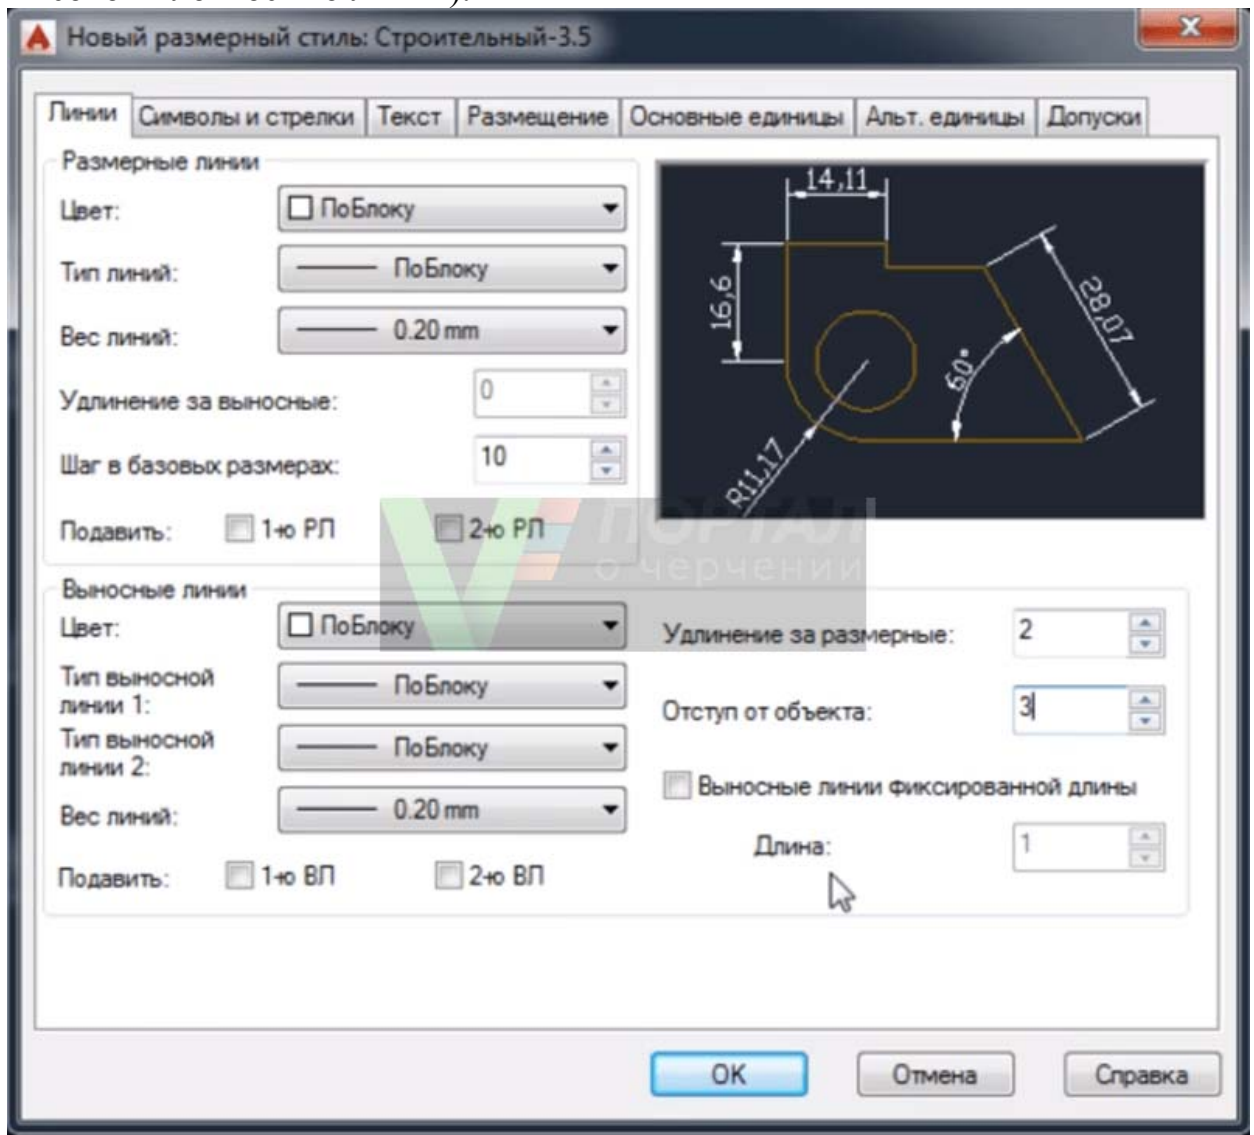 Новый размерный стиль: Строительный-3.5
Линии
Символы и стрелки
Текст
Размещение
Основные единицы
Альт. единицы
Допуски
Размерные линии
Цвет: ПоБлоку
Тип линий: ПоБлоку
Вес линий: 0.20 mm
Удлинение за выносные: 0
Шаг в базовых размерах: 10
Подавить: 1-ю РЛ 2-ю РЛ
14,11
16,6
28,07
60°
R11,17
ПОРТАЛ
о черчении
Выносные линии
Цвет: ПоБлоку
Тип выносной
линии 1: ПоБлоку
Тип выносной
линии 2: ПоБлоку
Вес линий: 0.20 mm
Подавить: 1-ю ВЛ 2-ю ВЛ
Удлинение за размерные: 2
Отступ от объекта: 3
Выносные линии фиксированной длины
Длина: 1
OK
Отмена
Справка